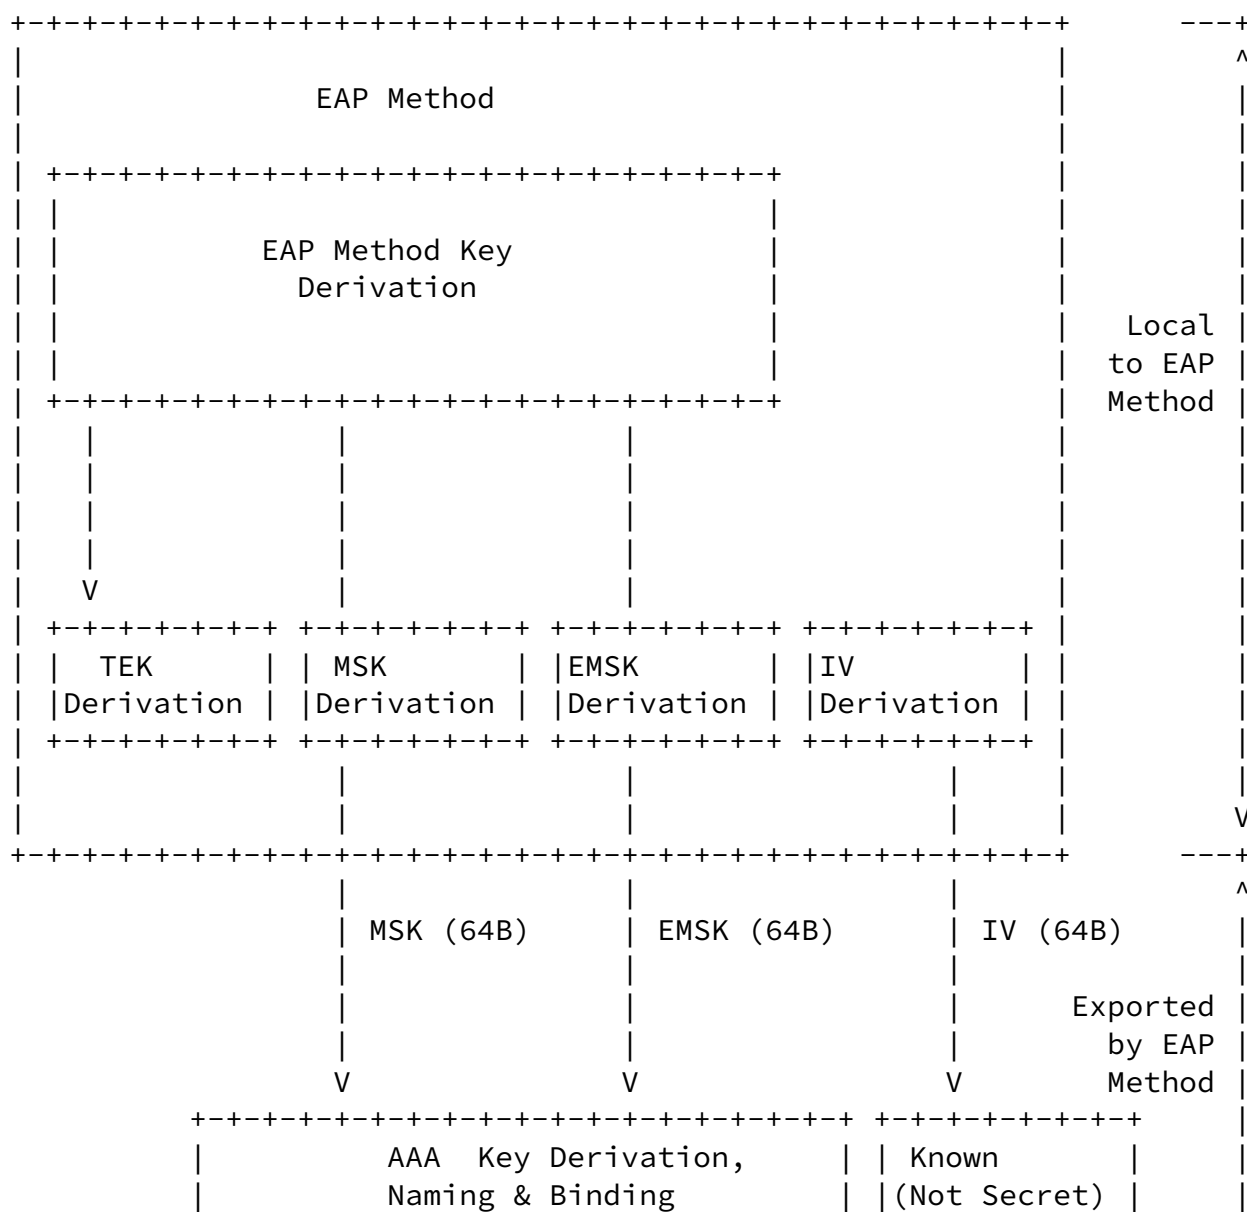 EAP Method
EAP Method Key
Derivation
Local
to EAP
Method
TEK MSK EMSK IV
Derivation Derivation Derivation Derivation
MSK (64B) EMSK (64B) IV (64B)
Exported
by EAP
Method
AAA Key Derivation, Known
Naming & Binding (Not Secret)